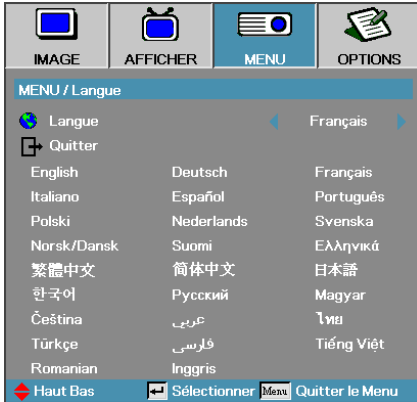 IMAGE AFFICHER MENU OPTIONS
MENU / Langue
Langue Français
Quitter
English Deutsch Français
Italiano Español Português
Polski Nederlands Svenska
Norsk/Dansk Suomi Ελληνικά
繁體中文 简体中文 日本語
한국어 Русский Magyar
Čeština عربي ไทย
Türkçe فارسی Tiếng Việt
Romanian Inggris
Haut Bas Sélectionner Menu Quitter le Menu